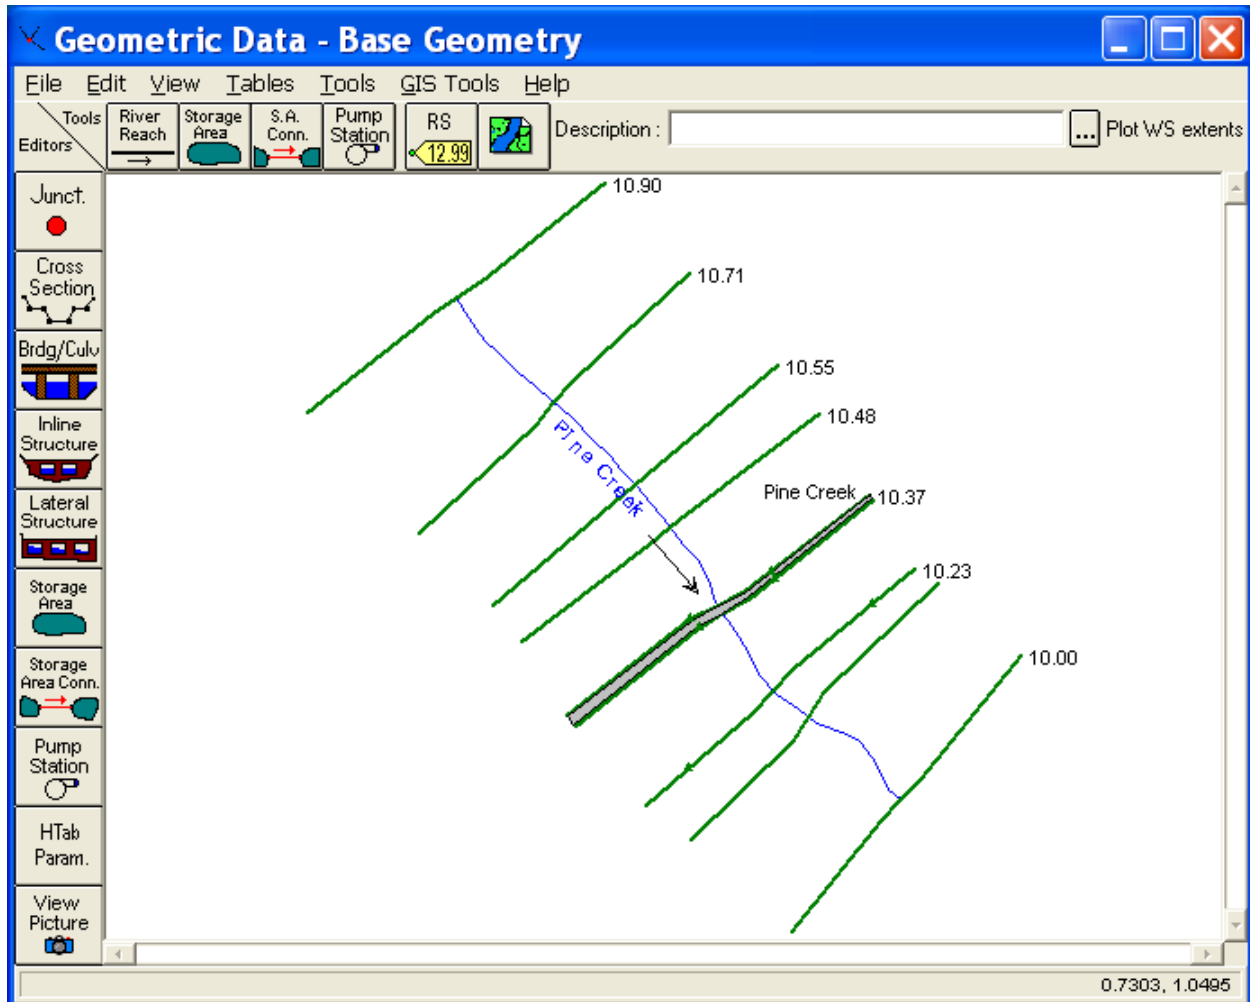 Geometric Data - Base Geometry
File Edit View Tables Tools GIS Tools Help
Tools
Editors
River
Reach
Storage
Area
S.A.
Conn.
Pump
Station
RS
12.99
Description :
...
Plot WS extents
Junct.
Cross
Section
Brdg/Culv
Inline
Structure
Lateral
Structure
Storage
Area
Storage
Area Conn.
Pump
Station
HTab
Param.
View
Picture
10.90
10.71
10.55
10.48
Pine Creek
Pine Creek
10.37
10.23
10.00
0.7303, 1.0495